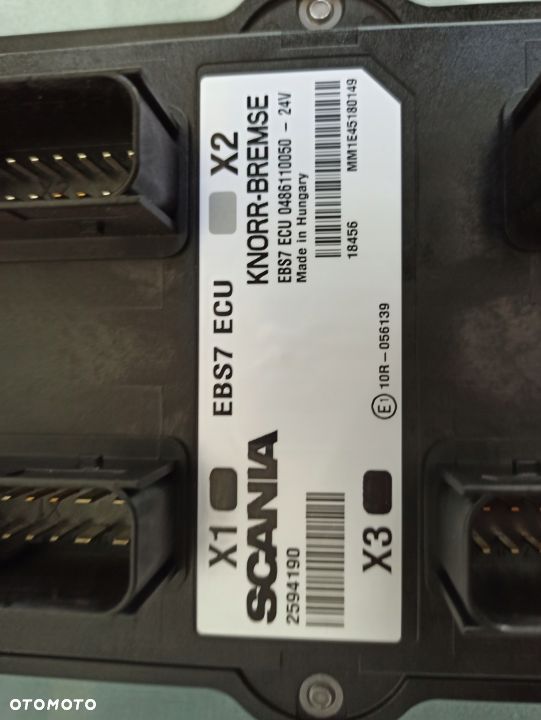 X1 EBS7 ECU X2
SCANIA KNORR-BREMSE
2594190 EBS7 ECU 0486110050 - 24V
Made in Hungary
18456 MM1E45180149
X3 E1 10R-056139
OTOMOTO